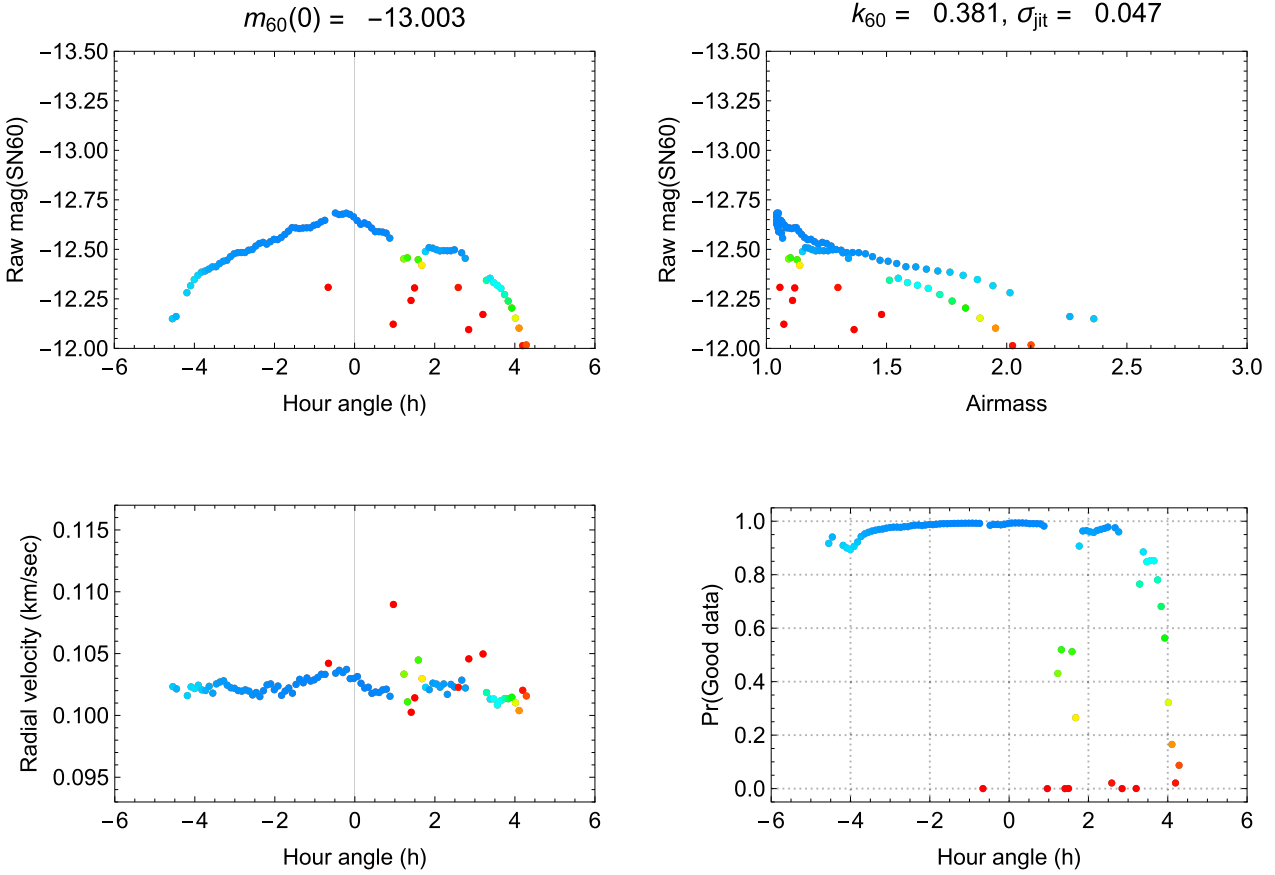 m₆₀(0) = −13.003
−13.50
−13.25
−13.00
−12.75
−12.50
−12.25
−12.00
Raw mag(SN60)
−6 −4 −2 0 2 4 6
Hour angle (h)
k₆₀ = 0.381, σ_jit = 0.047
−13.50
−13.25
−13.00
−12.75
−12.50
−12.25
−12.00
Raw mag(SN60)
1.0 1.5 2.0 2.5 3.0
Airmass
0.115
0.110
0.105
0.100
0.095
Radial velocity (km/sec)
−6 −4 −2 0 2 4 6
Hour angle (h)
1.0
0.8
0.6
0.4
0.2
0.0
Pr(Good data)
−6 −4 −2 0 2 4 6
Hour angle (h)